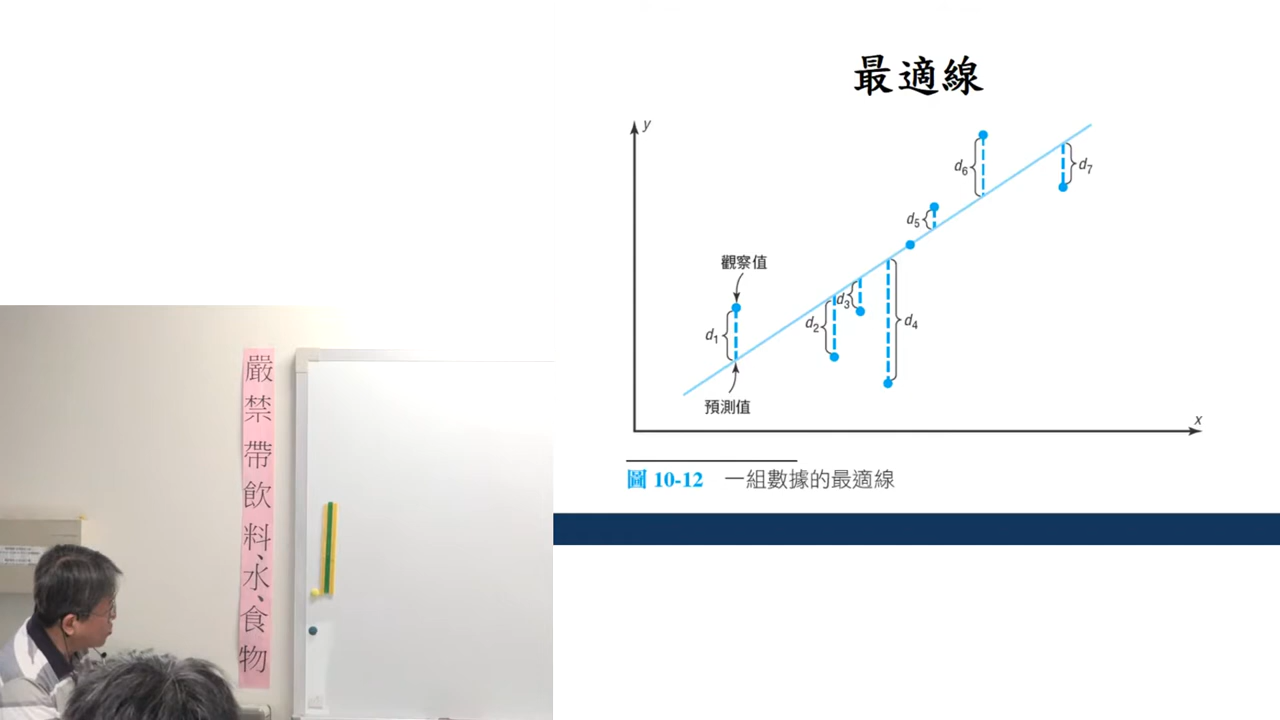 最適線
y
d6
d7
d5
觀察值
d3
d2
d4
d1
預測值
x
圖 10-12 一組數據的最適線
嚴禁帶飲料、水、食物